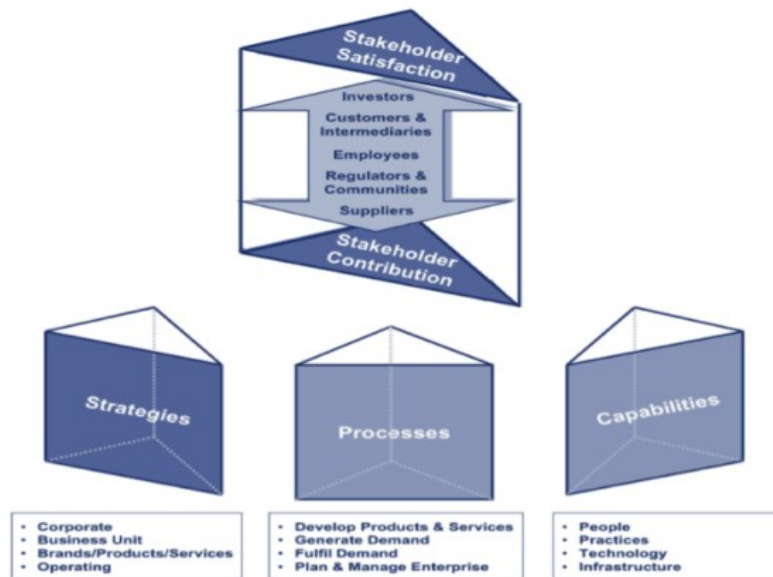 Stakeholder
Satisfaction
Investors
Customers &
Intermediaries
Employees
Regulators &
Communities
Suppliers
Stakeholder
Contribution
Strategies
Processes
Capabilities
• Corporate
• Business Unit
• Brands/Products/Services
• Operating
• Develop Products & Services
• Generate Demand
• Fulfil Demand
• Plan & Manage Enterprise
• People
• Practices
• Technology
• Infrastructure